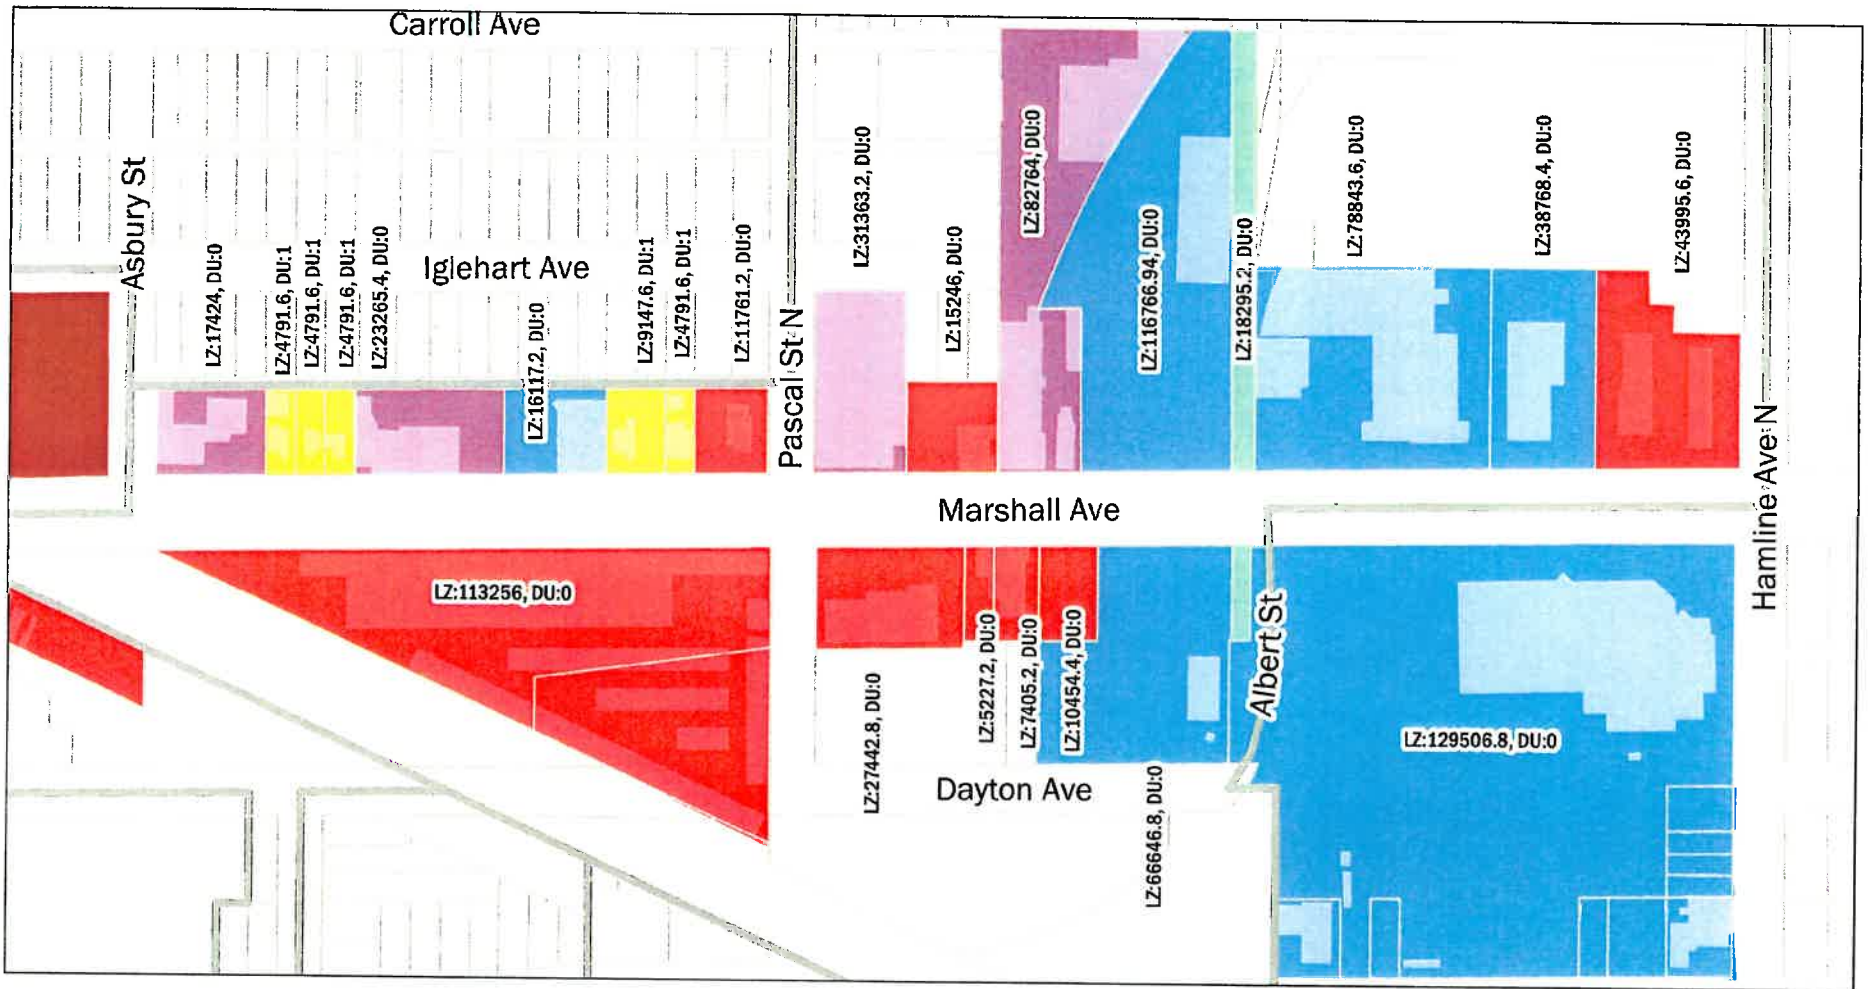 Carroll Ave
Asbury St
Iglehart Ave
LZ:17424, DU:0
LZ:4791.6, DU:1
LZ:4791.6, DU:1
LZ:4791.6, DU:1
LZ:23265.4, DU:0
LZ:16117.2, DU:0
LZ:9147.6, DU:1
LZ:4791.6, DU:1
LZ:11761.2, DU:0
Pascal St N
LZ:31363.2, DU:0
LZ:15246, DU:0
LZ:82764, DU:0
LZ:116766.94, DU:0
LZ:18295.2, DU:0
LZ:78843.6, DU:0
LZ:38768.4, DU:0
LZ:43995.6, DU:0
Hamline Ave N
Marshall Ave
LZ:113256, DU:0
LZ:27442.8, DU:0
LZ:5227.2, DU:0
LZ:7405.2, DU:0
LZ:10454.4, DU:0
Albert St
LZ:129506.8, DU:0
Dayton Ave
LZ:66646.8, DU:0